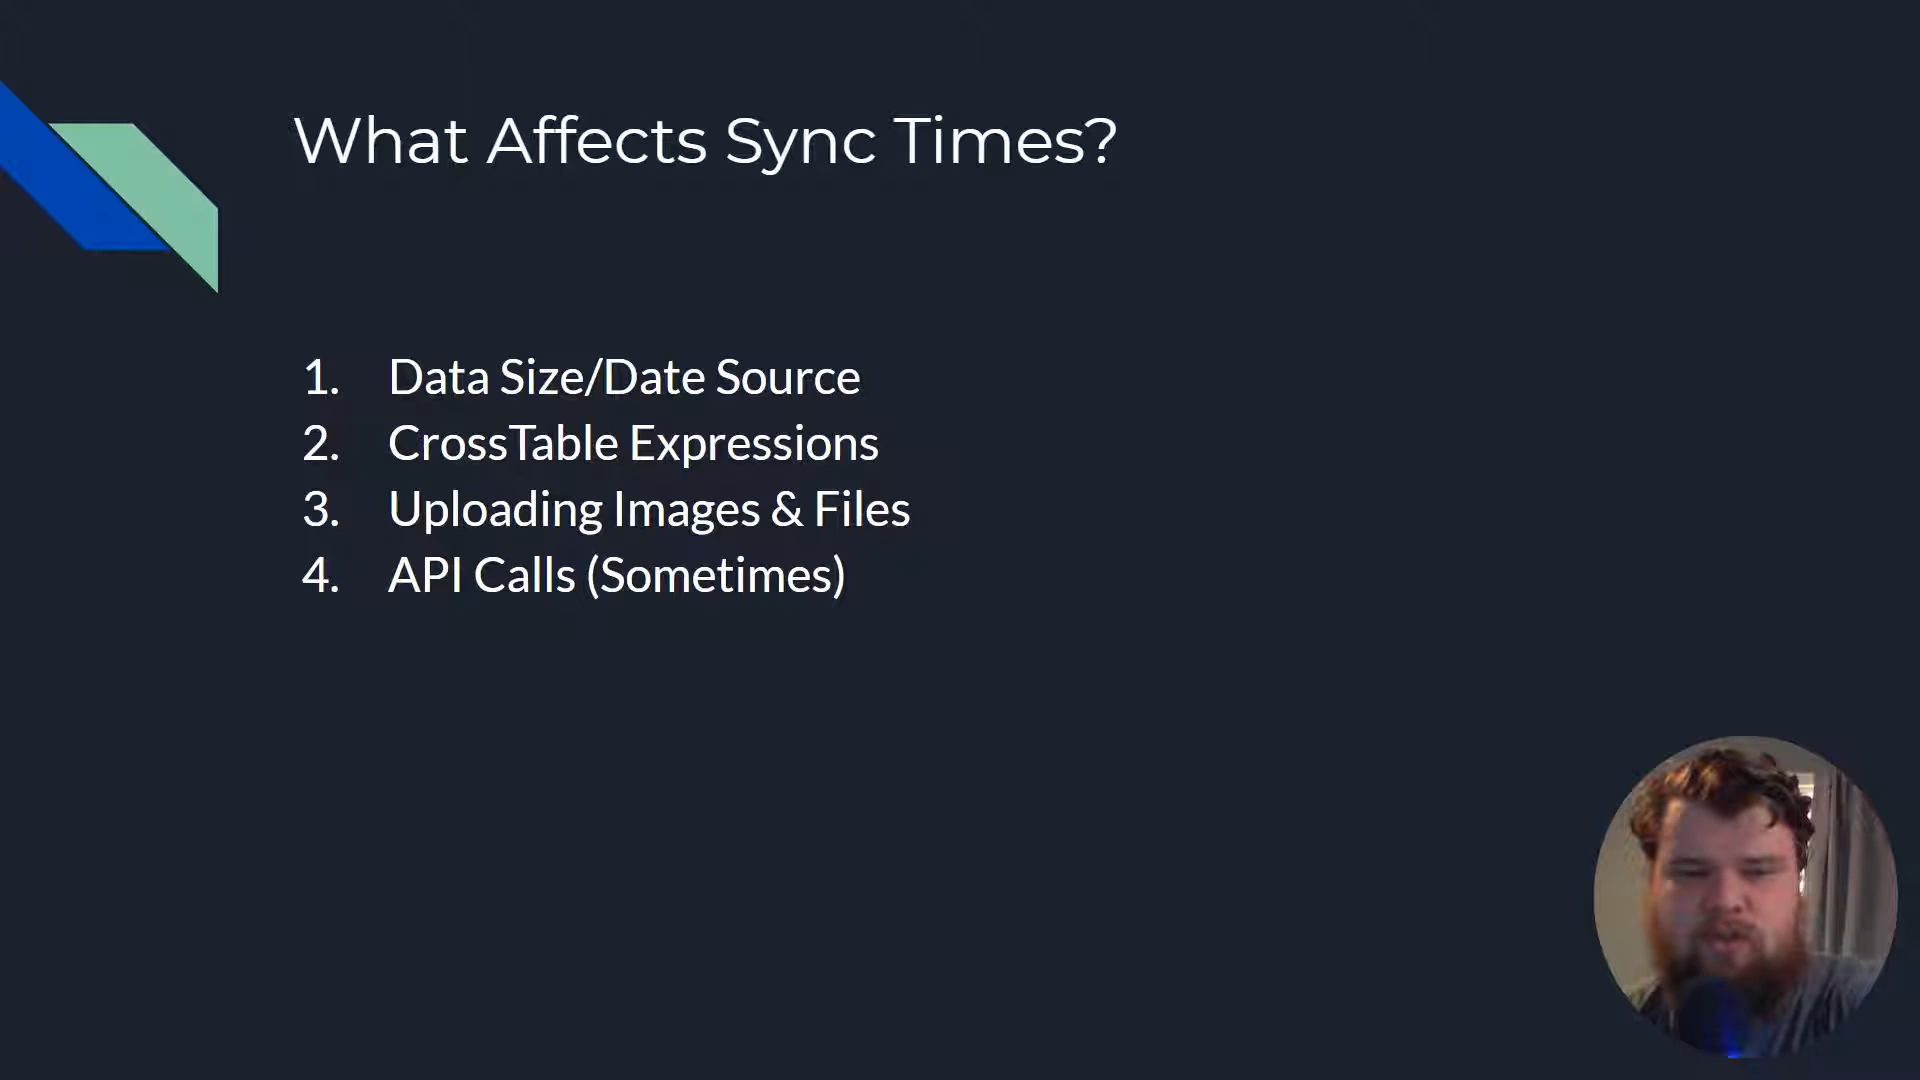 What Affects Sync Times?
1. Data Size/Date Source
2. CrossTable Expressions
3. Uploading Images & Files
4. API Calls (Sometimes)